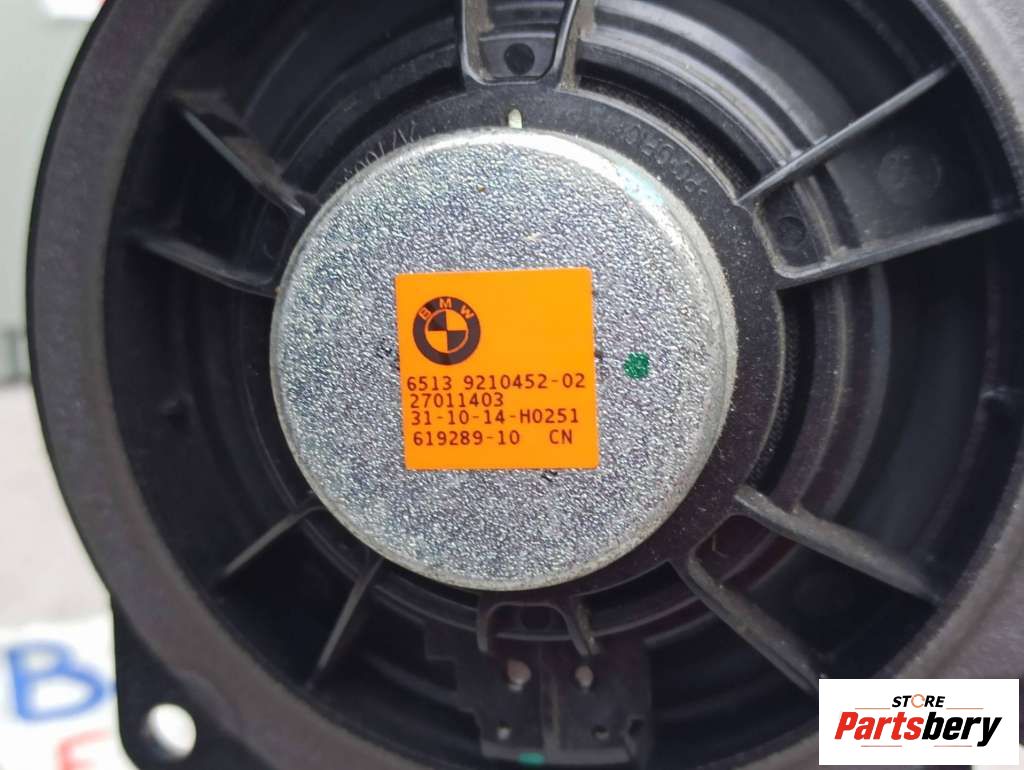 BMW
6513 9210452-02
27011403
31-10-14-H0251
619289-10 CN
B
STORE
Partsbery